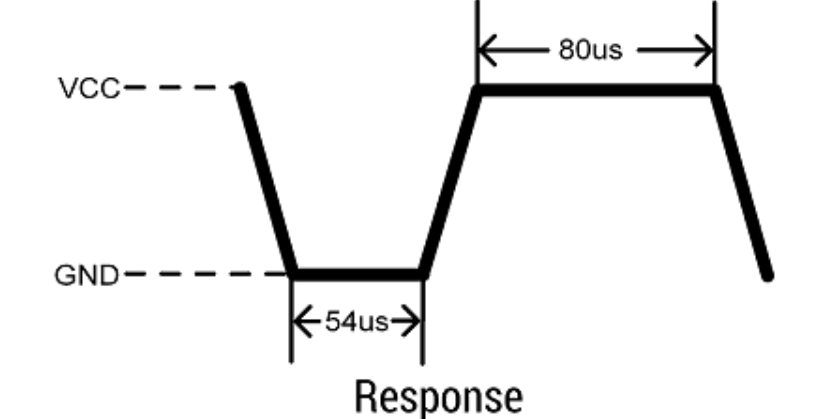 80us
VCC
GND
54us
Response